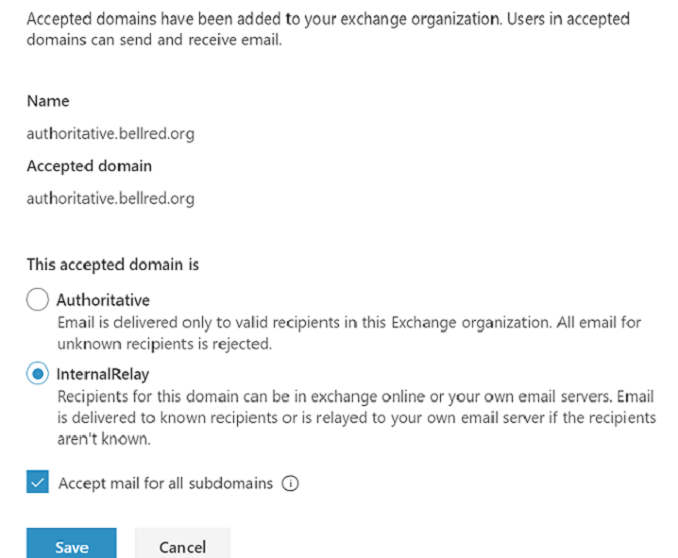 Accepted domains have been added to your exchange organization. Users in accepted
domains can send and receive email.
Name
authoritative.bellred.org
Accepted domain
authoritative.bellred.org
This accepted domain is
Authoritative
Email is delivered only to valid recipients in this Exchange organization. All email for
unknown recipients is rejected.
InternalRelay
Recipients for this domain can be in exchange online or your own email servers. Email
is delivered to known recipients or is relayed to your own email server if the recipients
aren't known.
Accept mail for all subdomains
Save Cancel